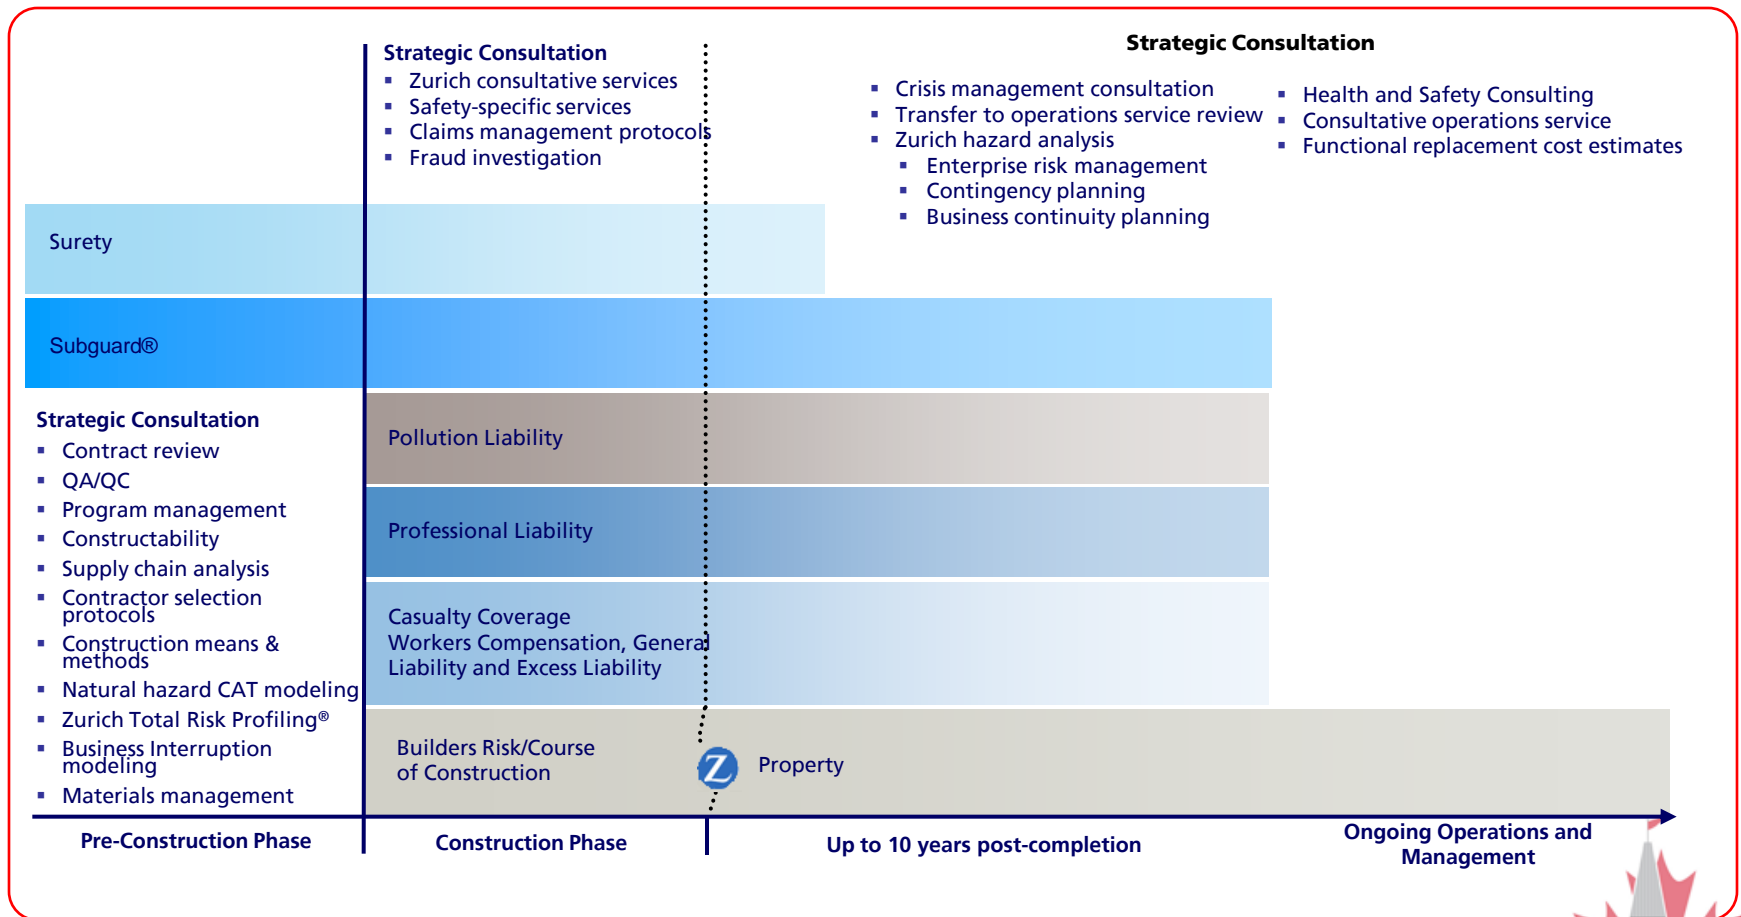 Strategic Consultation
Zurich consultative services
Safety-specific services
Claims management protocols
Fraud investigation
Strategic Consultation
Crisis management consultation
Transfer to operations service review
Zurich hazard analysis
Enterprise risk management
Contingency planning
Business continuity planning
Health and Safety Consulting
Consultative operations service
Functional replacement cost estimates
Surety
Subguard®
Strategic Consultation
Contract review
QA/QC
Program management
Constructability
Supply chain analysis
Contractor selection
protocols
Construction means &
methods
Natural hazard CAT modeling
Zurich Total Risk Profiling®
Business Interruption
modeling
Materials management
Pollution Liability
Professional Liability
Casualty Coverage
Workers Compensation, General
Liability and Excess Liability
Builders Risk/Course
of Construction
Z
Property
Pre-Construction Phase
Construction Phase
Up to 10 years post-completion
Ongoing Operations and
Management